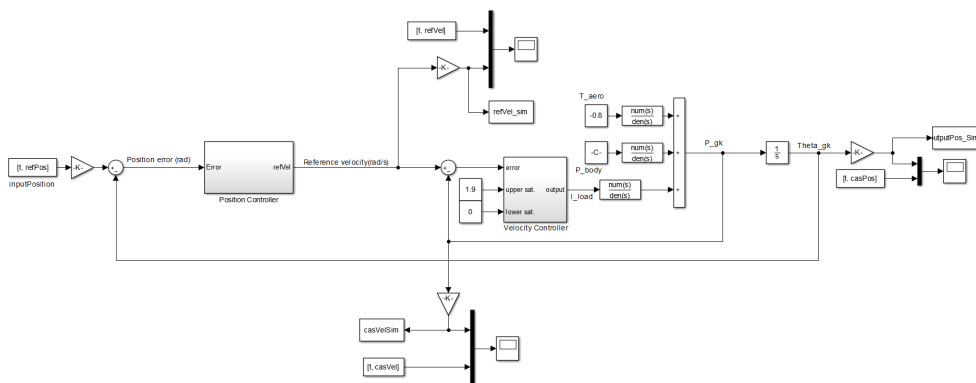 [t, refVel]
-K-
refVel_sim
T_aero
-0.8
num(s)
den(s)
+
P_gk
1
s
Theta_gk
-K-
utputPos_Sim
[t, casPos]
-C-
num(s)
den(s)
+
P_body
[t, refPos]
inputPosition
-K-
+
-
Position error (rad)
Error
refVel
Position Controller
Reference velocity(rad/s)
+
-
error
upper sat.
lower sat.
output
Velocity Controller
1.9
0
I_load
num(s)
den(s)
+
-K-
casVelSim
[t, casVel]